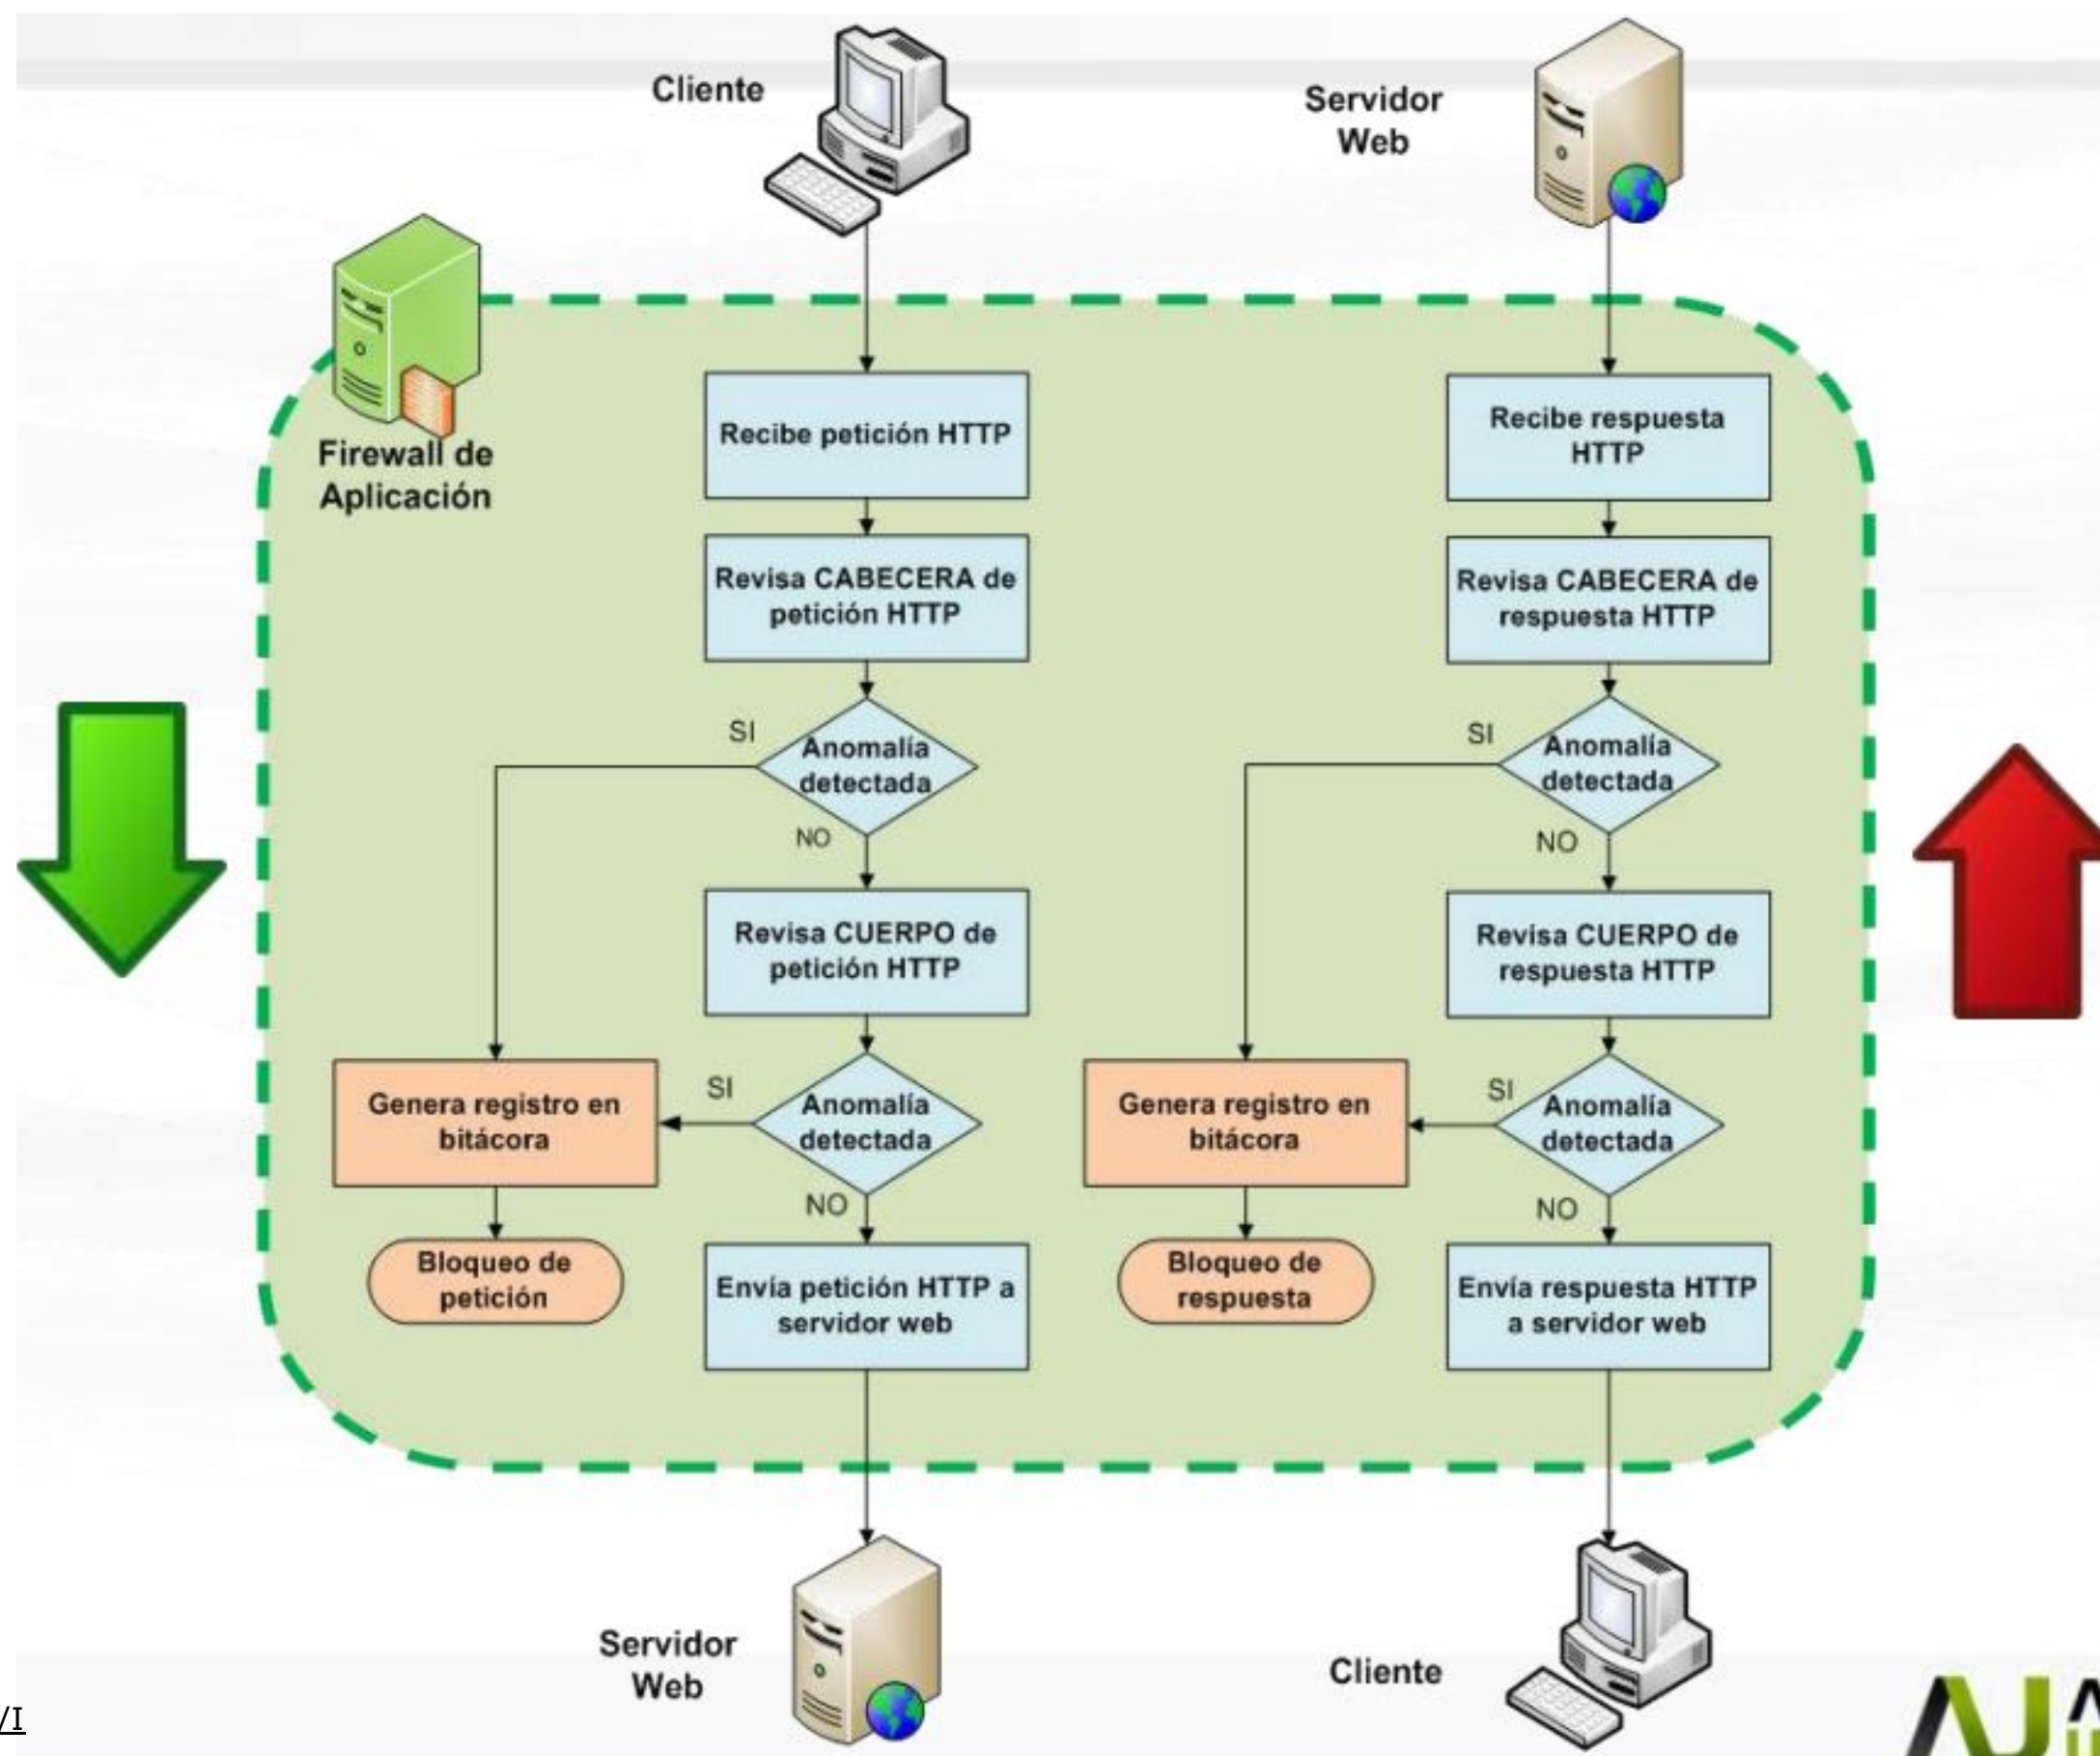 Cliente
Servidor
Web
Firewall de
Aplicación
Recibe petición HTTP
Revisa CABECERA de
petición HTTP
SI
Anomalía
detectada
NO
Revisa CUERPO de
petición HTTP
Genera registro en
bitácora
SI
Anomalía
detectada
NO
Bloqueo de
petición
Envía petición HTTP a
servidor web
Servidor
Web
Recibe respuesta
HTTP
Revisa CABECERA de
respuesta HTTP
SI
Anomalía
detectada
NO
Revisa CUERPO de
respuesta HTTP
Genera registro en
bitácora
SI
Anomalía
detectada
NO
Bloqueo de
respuesta
Envía respuesta HTTP
a servidor web
Cliente
/I